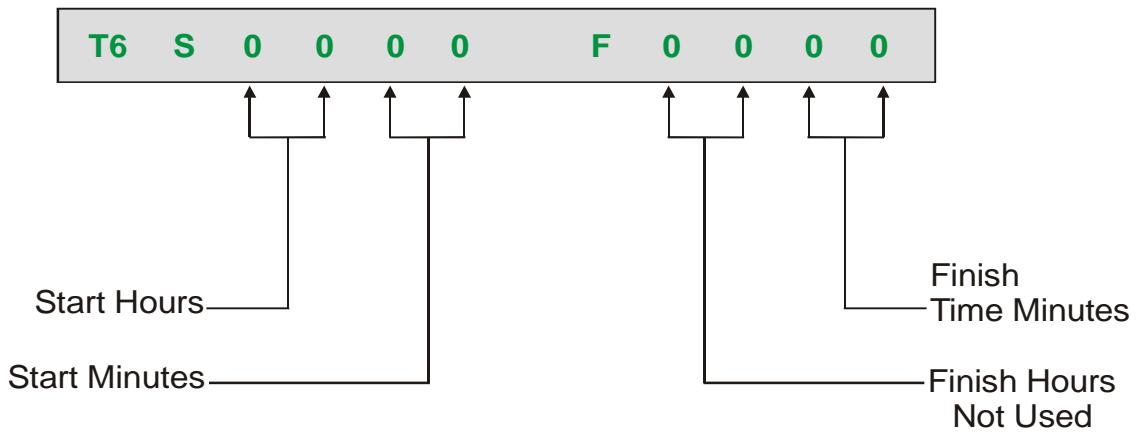 T6 S 0 0 0 0 F 0 0 0 0
Start Hours
Start Minutes
Finish
Time Minutes
Finish Hours
Not Used